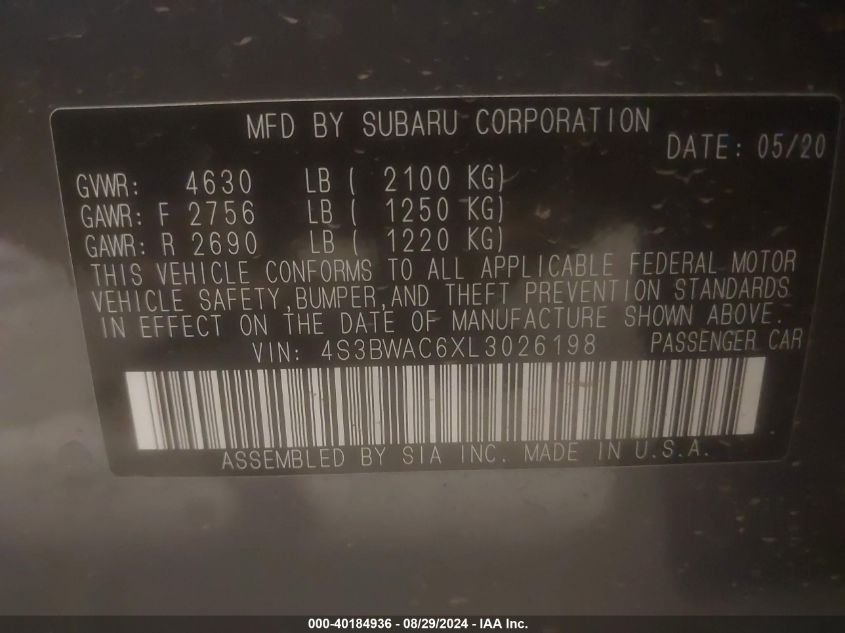 MFD BY SUBARU CORPORATION
DATE: 05/20
GVWR: 4630 LB ( 2100 KG)
GAWR: F 2756 LB ( 1250 KG)
GAWR: R 2690 LB ( 1220 KG)
THIS VEHICLE CONFORMS TO ALL APPLICABLE FEDERAL MOTOR
VEHICLE SAFETY,BUMPER,AND THEFT PREVENTION STANDARDS
IN EFFECT ON THE DATE OF MANUFACTURE SHOWN ABOVE.
VIN: 4S3BWAC6XL3026198 PASSENGER CAR
ASSEMBLED BY SIA INC. MADE IN U.S.A.
000-40184936 - 08/29/2024 - IAA Inc.